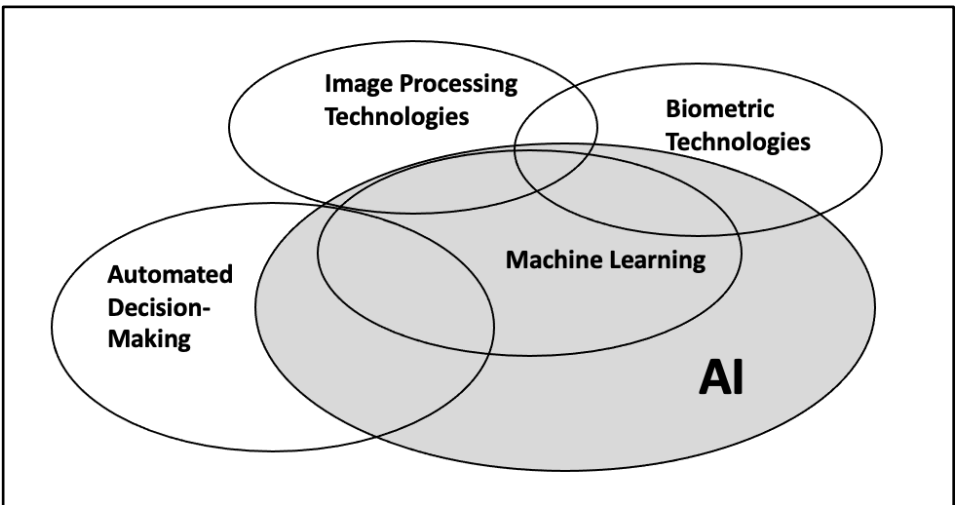 Image Processing
Technologies
Biometric
Technologies
Machine Learning
Automated
Decision-
Making
AI